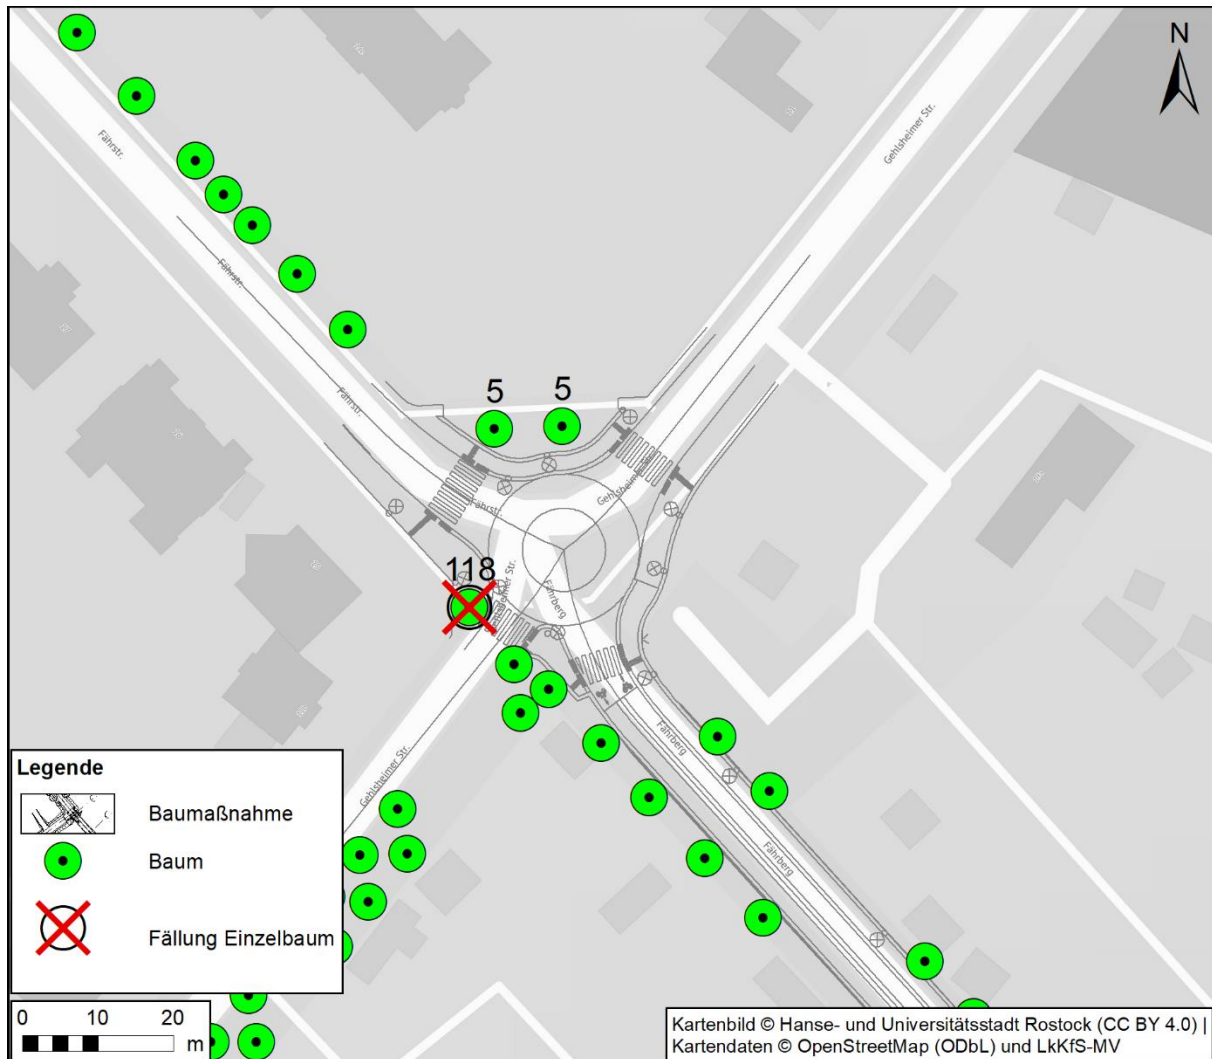 N
Fährstr.
Gehlsheimer Str.
Fährstr.
Fährstr.
5 5
Gehlsheimer Str.
Fährstr.
118
Fährberg
Gehlsheimer Str.
Fährberg
Fährberg
Legende
Baumaßnahme
Baum
Fällung Einzelbaum
0 10 20
m
Kartenbild © Hanse- und Universitätsstadt Rostock (CC BY 4.0) |
Kartendaten © OpenStreetMap (ODbL) und LkKfS-MV